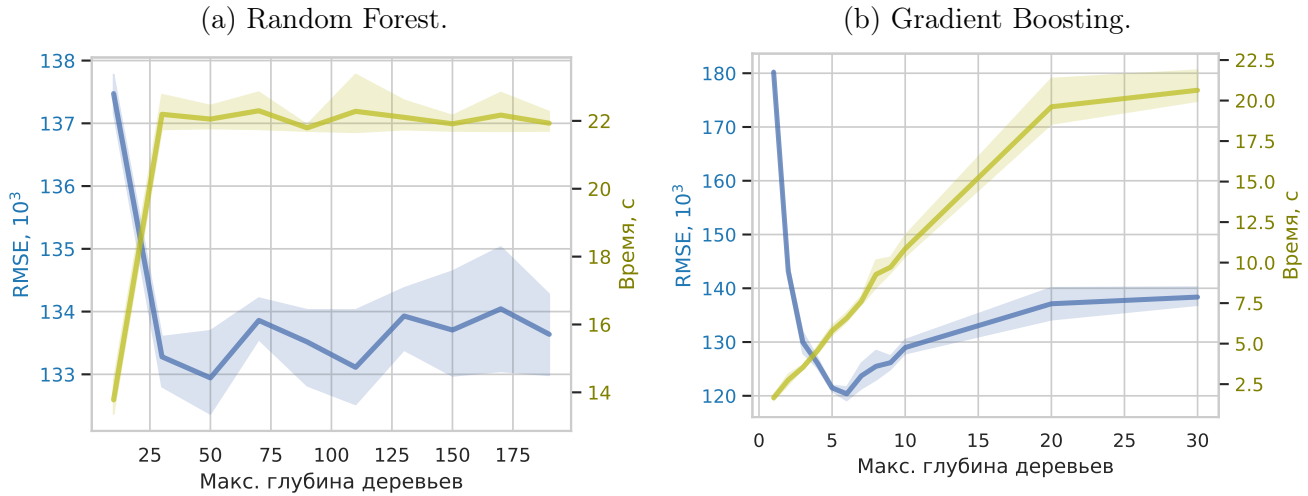 (a) Random Forest.
138
137
136
135
134
133
RMSE, 10³
22
20
18
16
14
Время, с
25 50 75 100 125 150 175
Макс. глубина деревьев
(b) Gradient Boosting.
180
170
160
150
140
130
120
RMSE, 10³
22.5
20.0
17.5
15.0
12.5
10.0
7.5
5.0
2.5
Время, с
0 5 10 15 20 25 30
Макс. глубина деревьев